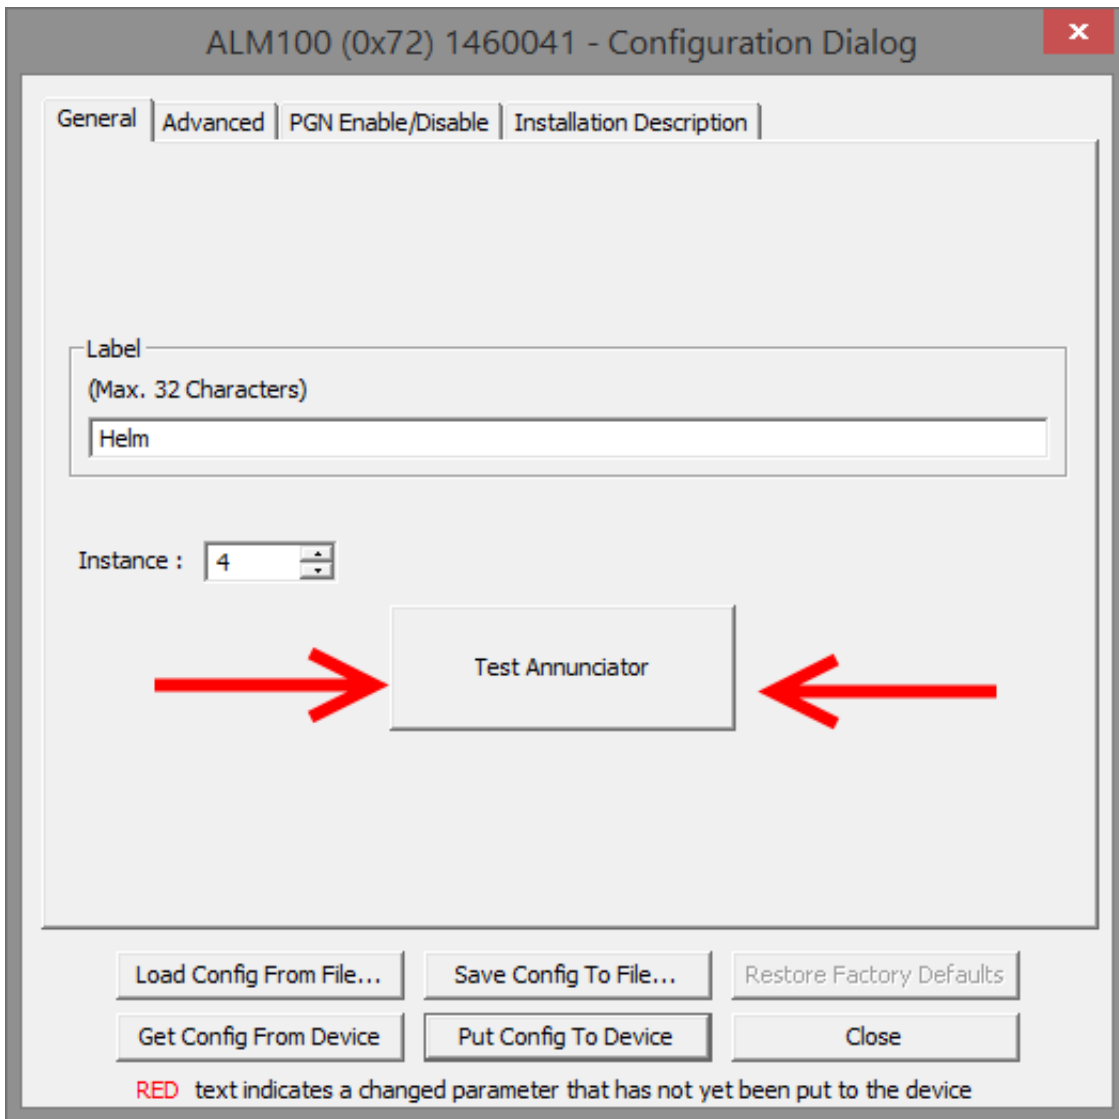 ALM100 (0x72) 1460041 - Configuration Dialog
x
General Advanced PGN Enable/Disable Installation Description
Label
(Max. 32 Characters)
Helm
Instance : 4
Test Annunciator
Load Config From File... Save Config To File... Restore Factory Defaults
Get Config From Device Put Config To Device Close
RED text indicates a changed parameter that has not yet been put to the device